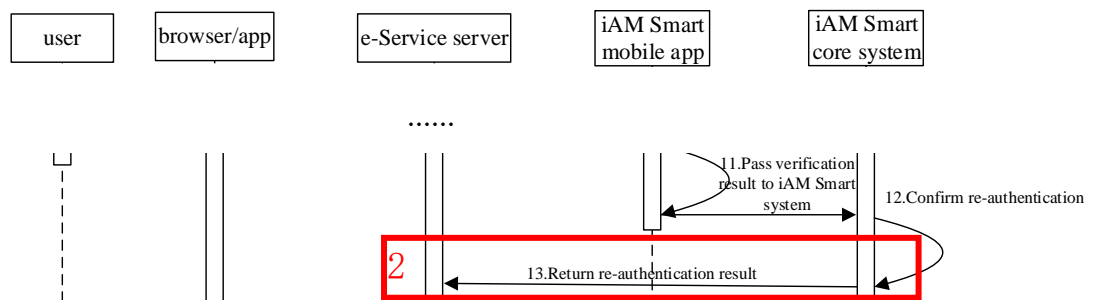 user
browser/app
e-Service server
iAM Smart
mobile app
iAM Smart
core system
......
11.Pass verification
result to iAM Smart
system
12.Confirm re-authentication
2
13.Return re-authentication result